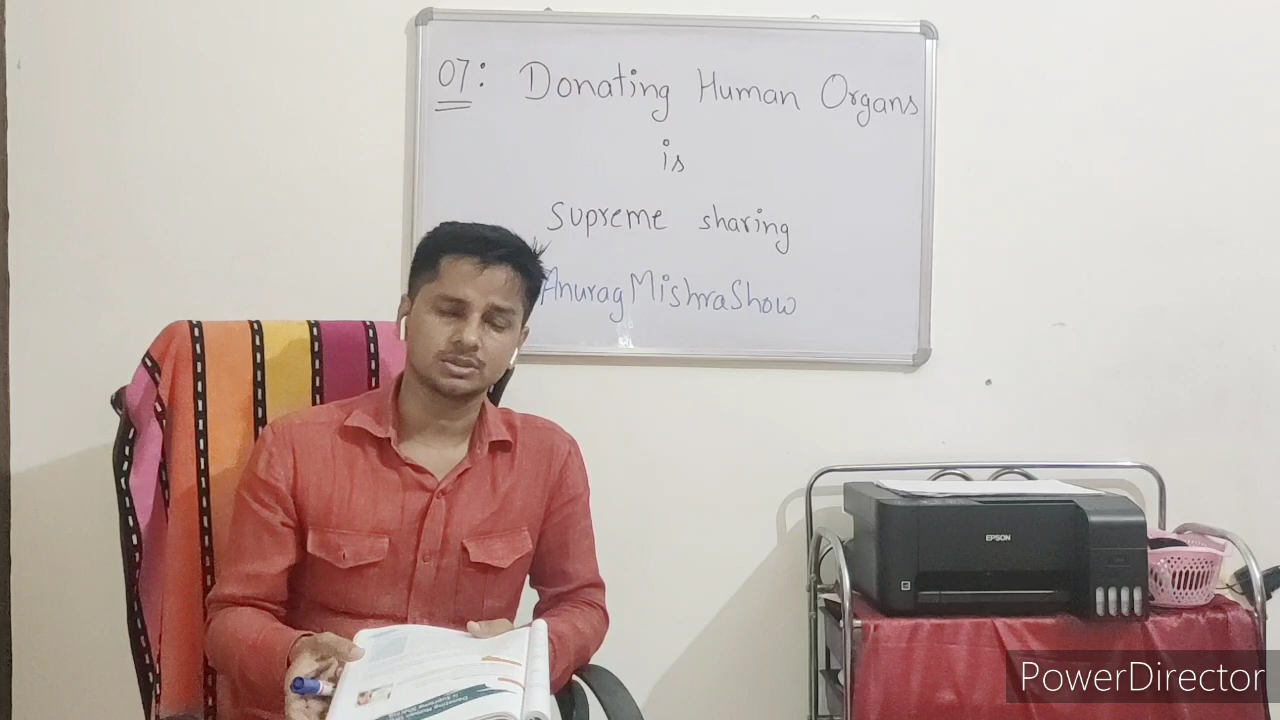 07: Donating Human Organs
is
Supreme sharing
AnuragMishraShow
EPSON
PowerDirector